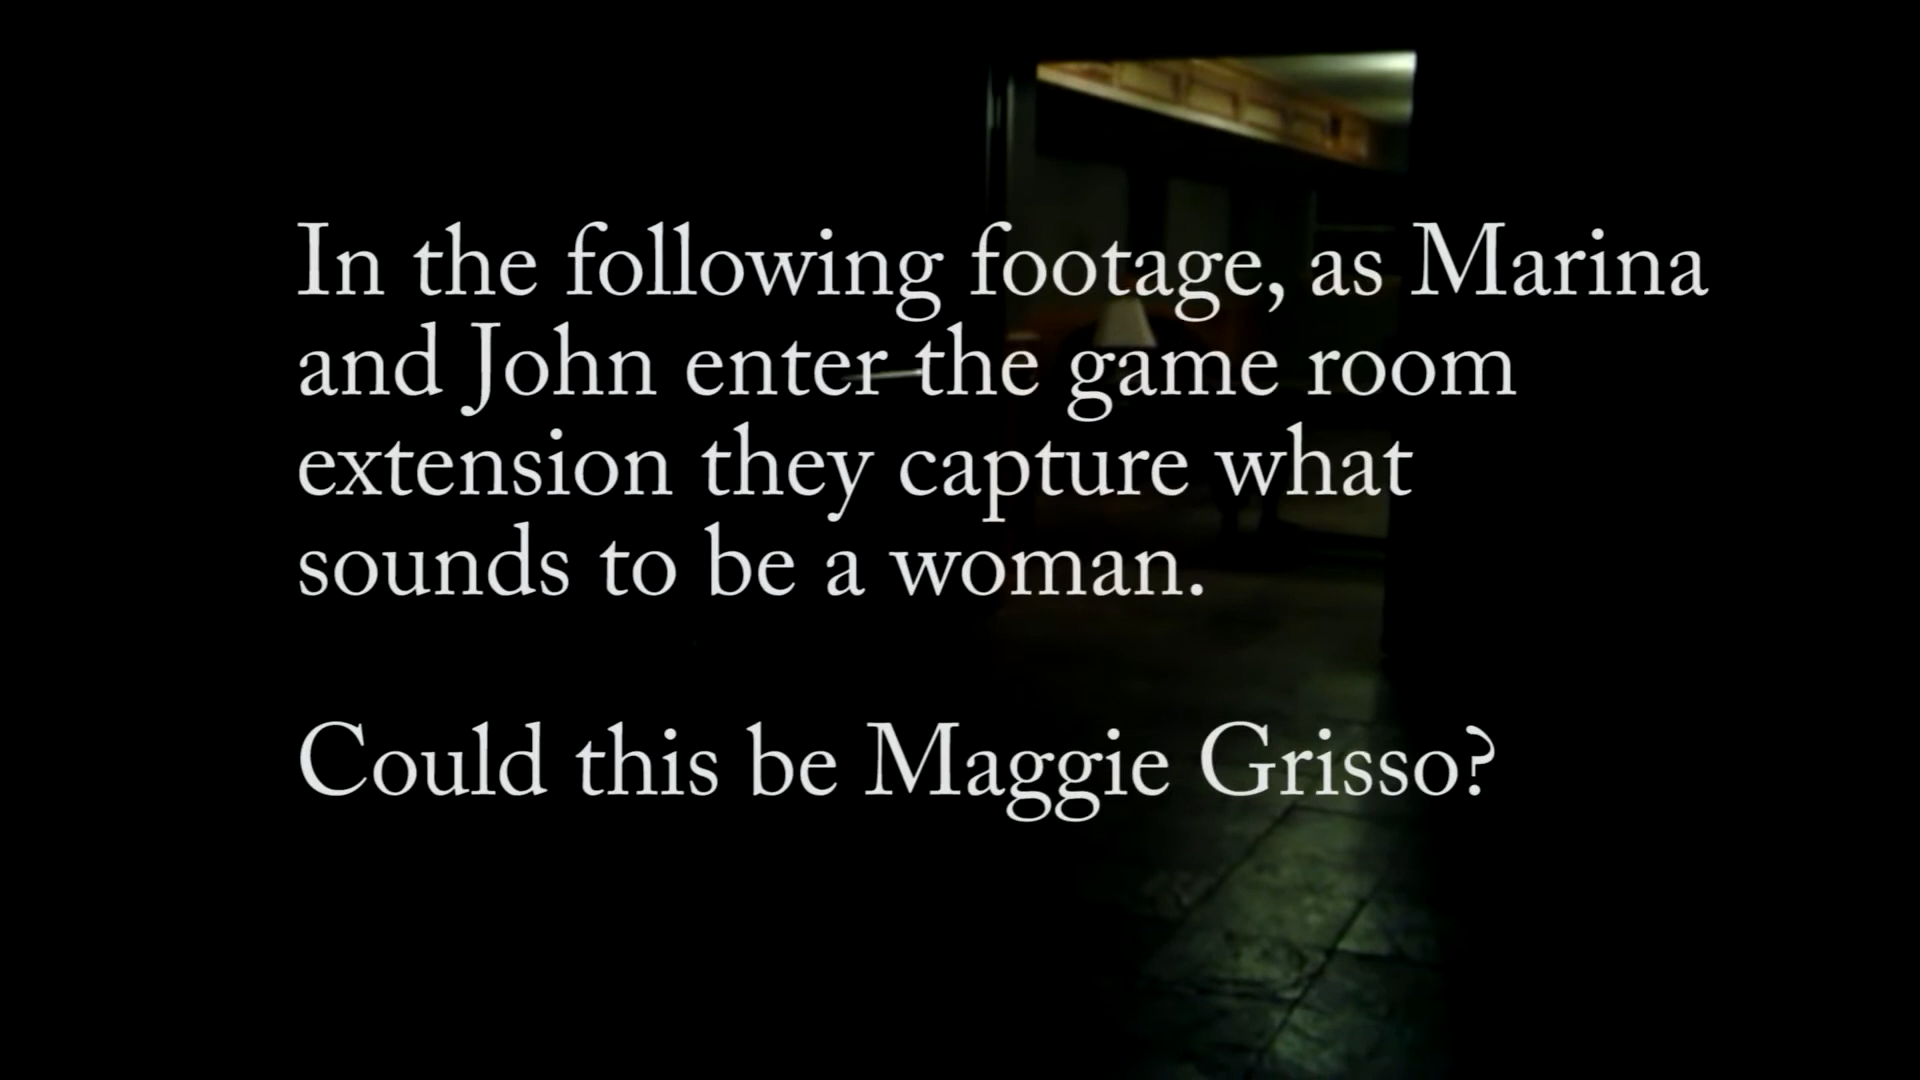 In the following footage, as Marina
and John enter the game room
extension they capture what
sounds to be a woman.
Could this be Maggie Grisso?